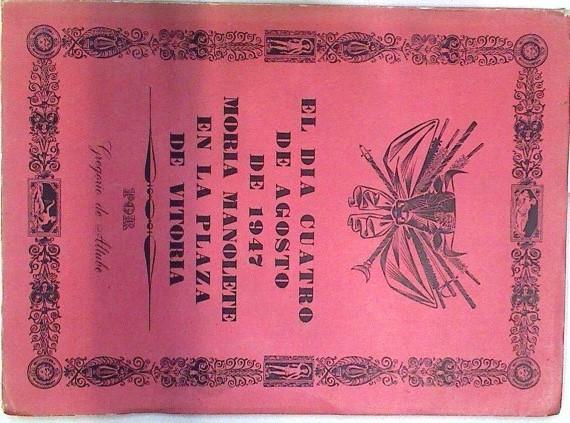 EL DIA CUATRO
DE AGOSTO
DE 1947
MORIA MANOLETE
EN LA PLAZA
DE VITORIA
POR
Gregorio de Altube